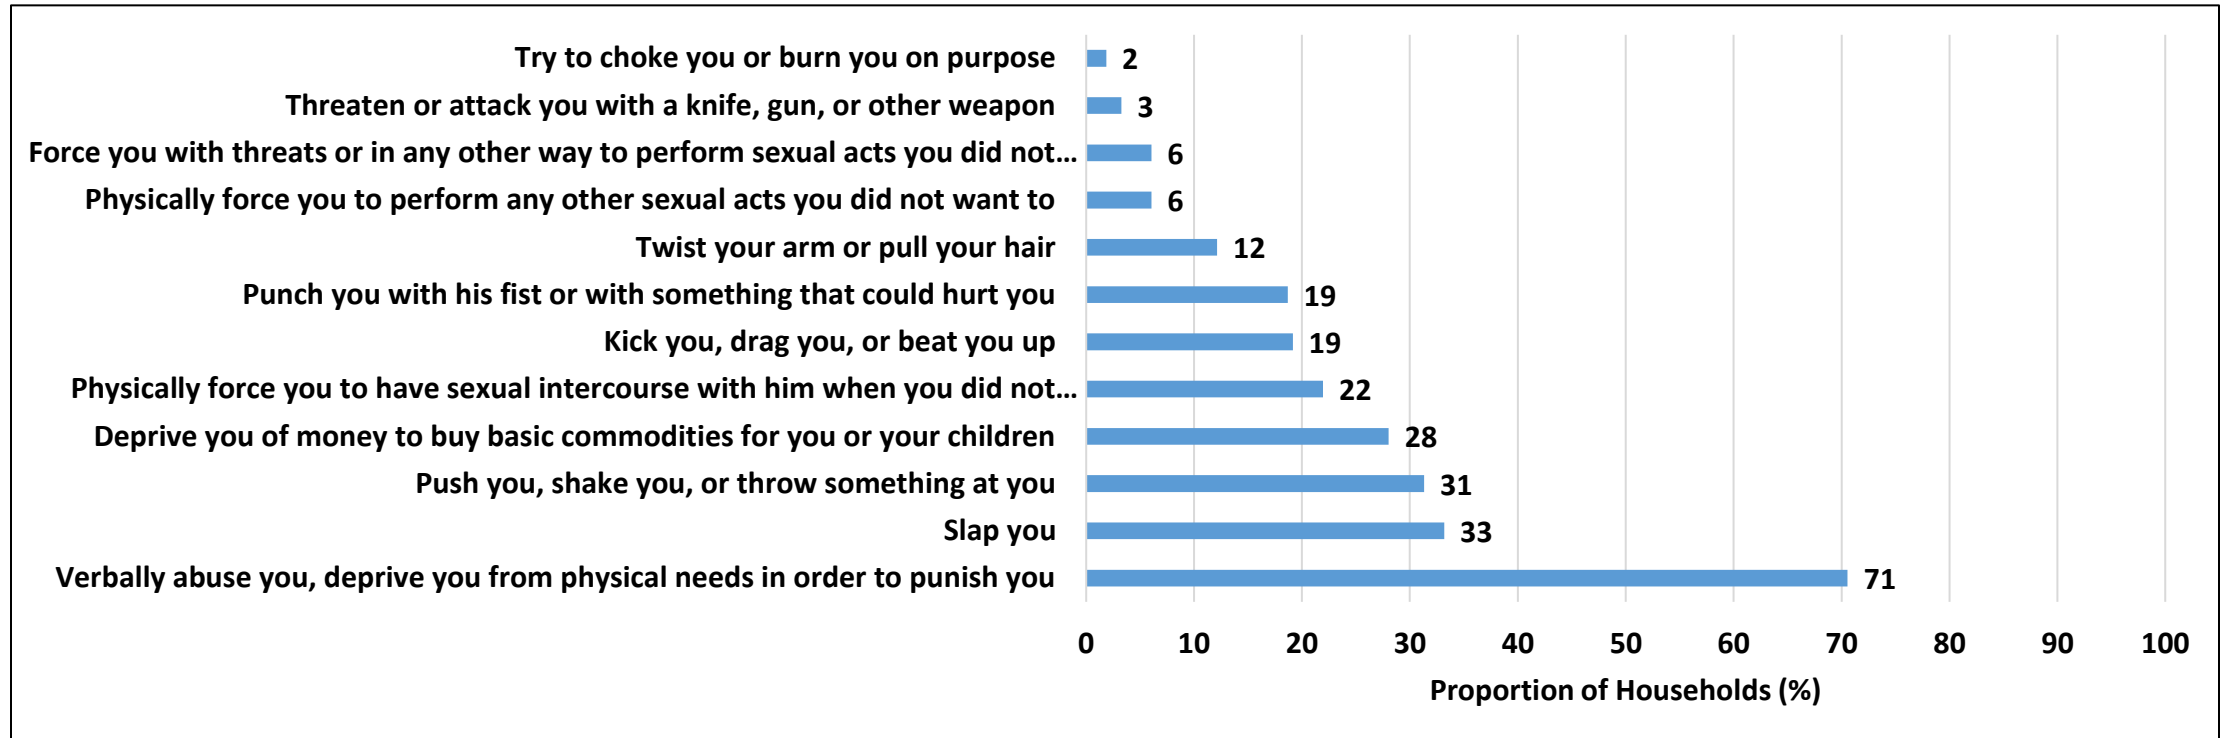 Try to choke you or burn you on purpose 2
Threaten or attack you with a knife, gun, or other weapon 3
Force you with threats or in any other way to perform sexual acts you did not... 6
Physically force you to perform any other sexual acts you did not want to 6
Twist your arm or pull your hair 12
Punch you with his fist or with something that could hurt you 19
Kick you, drag you, or beat you up 19
Physically force you to have sexual intercourse with him when you did not... 22
Deprive you of money to buy basic commodities for you or your children 28
Push you, shake you, or throw something at you 31
Slap you 33
Verbally abuse you, deprive you from physical needs in order to punish you 71
0 10 20 30 40 50 60 70 80 90 100
Proportion of Households (%)